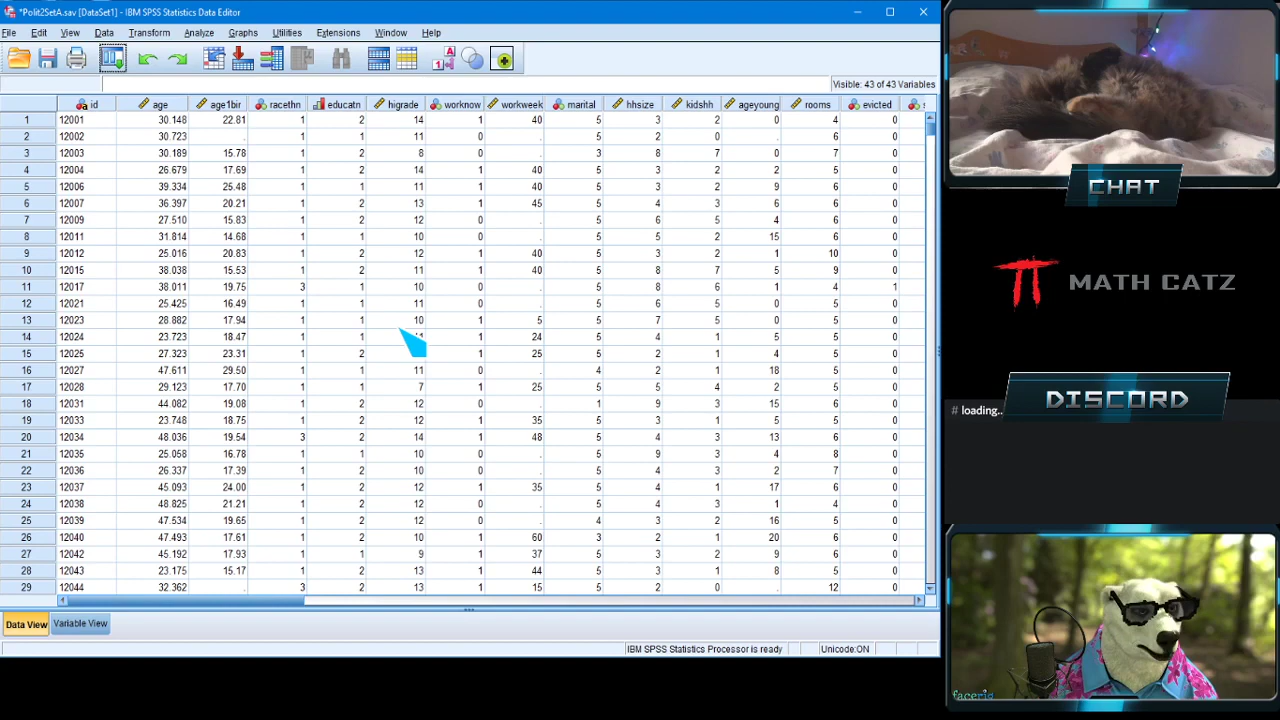 *Polit2SetA.sav [DataSet1] - IBM SPSS Statistics Data Editor
File Edit View Data Transform Analyze Graphs Utilities Extensions Window Help
Visible: 43 of 43 Variables
id age age1bir racethn educatn higrade worknow workweek marital hhsize kidshh ageyoung rooms evicted
1 12001 30.148 22.81 1 2 14 1 40 5 3 2 0 4 0
2 12002 30.723 . 1 1 11 0 . 5 2 0 . 6 0
3 12003 30.189 15.78 1 2 8 0 . 3 8 7 0 7 0
4 12004 26.679 17.69 1 2 14 1 40 5 3 2 2 5 0
5 12006 39.334 25.48 1 1 11 1 40 5 3 2 9 6 0
6 12007 36.397 20.21 1 2 13 1 45 5 4 3 6 6 0
7 12009 27.510 15.83 1 2 12 0 . 5 6 5 4 6 0
8 12011 31.814 14.68 1 1 10 0 . 5 5 2 15 6 0
9 12012 25.016 20.83 1 2 12 1 40 5 3 2 1 10 0
10 12015 38.038 15.53 1 2 11 1 40 5 8 7 5 9 0
11 12017 38.011 19.75 3 1 10 0 . 5 8 6 1 4 1
12 12021 25.425 16.49 1 1 11 0 . 5 6 5 0 5 0
13 12023 28.882 17.94 1 1 10 1 5 5 7 5 0 5 0
14 12024 23.723 18.47 1 1 1 24 5 4 1 5 5 0
15 12025 27.323 23.31 1 2 1 25 5 2 1 4 5 0
16 12027 47.611 29.50 1 1 11 0 . 4 2 1 18 5 0
17 12028 29.123 17.70 1 1 7 1 25 5 5 4 2 5 0
18 12031 44.082 19.08 1 2 12 0 . 1 9 3 15 6 0
19 12033 23.748 18.75 1 2 12 1 35 5 3 1 5 5 0
20 12034 48.036 19.54 3 2 14 1 48 5 4 3 13 6 0
21 12035 25.058 16.78 1 1 10 0 . 5 9 3 4 8 0
22 12036 26.337 17.39 1 2 10 0 . 5 4 3 2 7 0
23 12037 45.093 24.00 1 2 12 1 35 5 4 1 17 6 0
24 12038 48.825 21.21 1 2 12 0 . 5 4 3 1 4 0
25 12039 47.534 19.65 1 2 12 0 . 4 3 2 16 5 0
26 12040 47.493 17.61 1 2 10 1 60 3 2 1 20 6 0
27 12042 45.192 17.93 1 1 9 1 37 5 3 2 9 6 0
28 12043 23.175 15.17 1 2 13 1 44 5 3 1 8 5 0
29 12044 32.362 . 3 2 13 1 15 5 2 0 . 12 0
Data View Variable View
IBM SPSS Statistics Processor is ready Unicode:ON
CHAT
MATH CATZ
DISCORD
# loading..
facerig